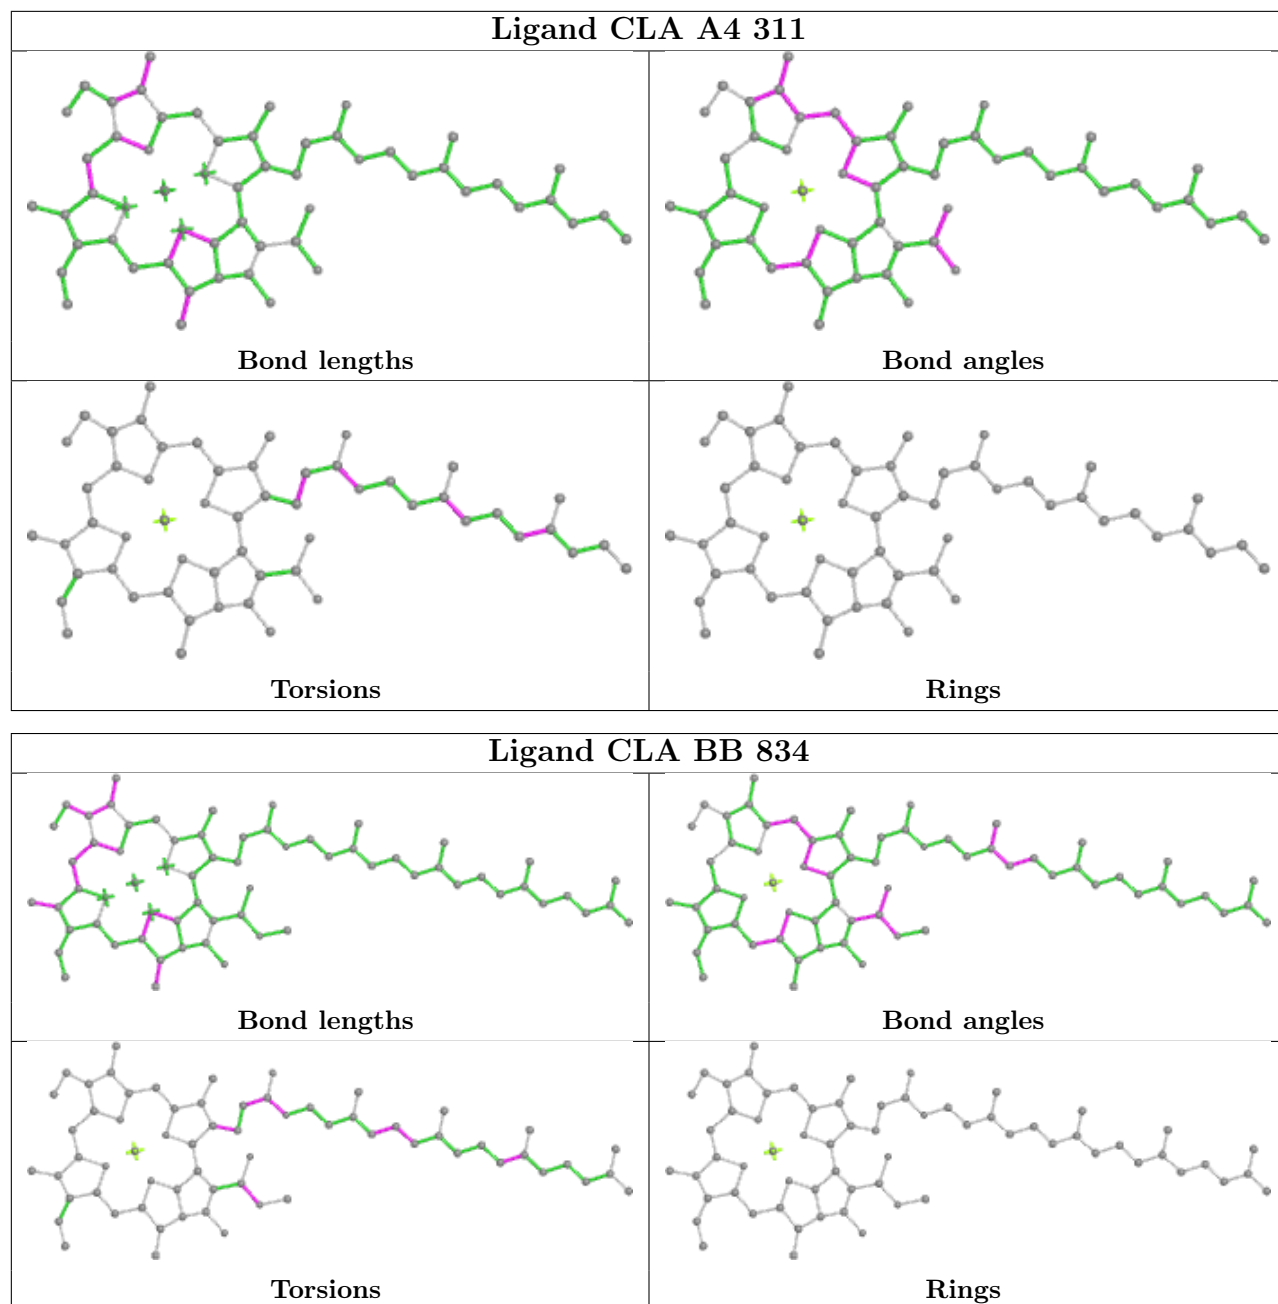 Ligand CLA A4 311
Bond lengths
Bond angles
Torsions
Rings
Ligand CLA BB 834
Bond lengths
Bond angles
Torsions
Rings